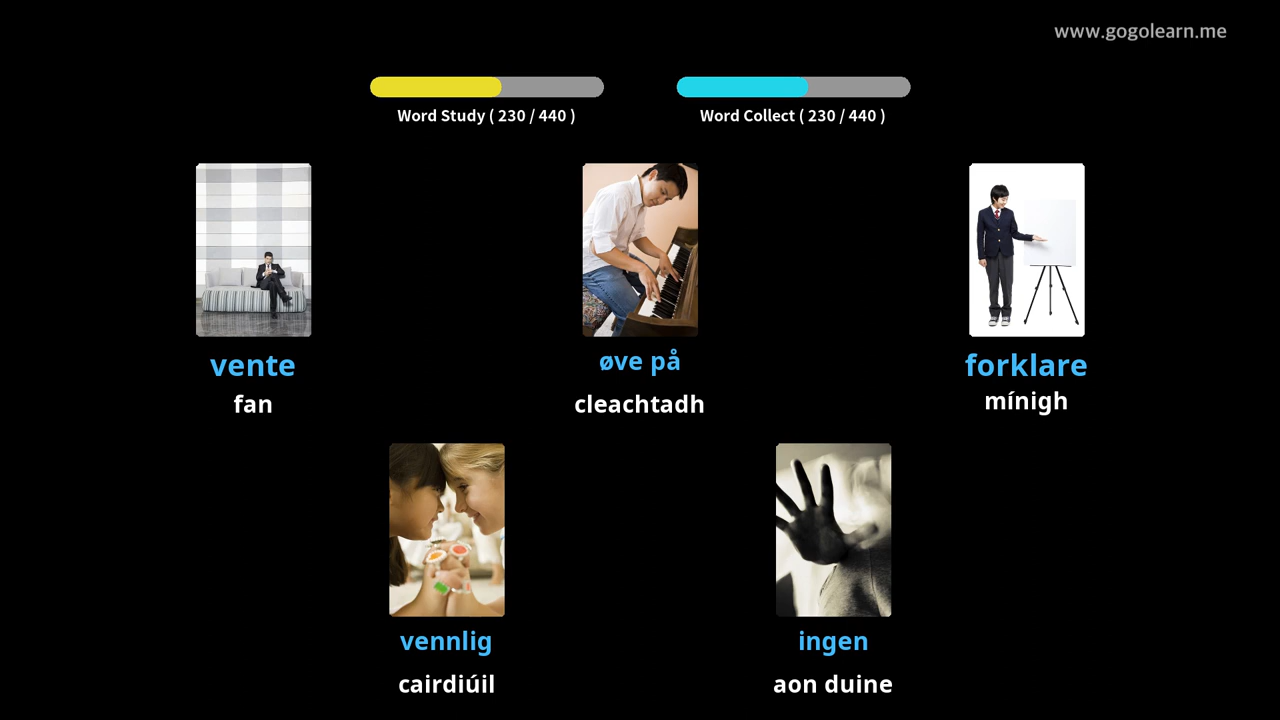 www.gogolearn.me
Word Study ( 230 / 440 )
Word Collect ( 230 / 440 )
vente
fan
øve på
cleachtadh
forklare
mínigh
vennlig
cairdiúil
ingen
aon duine